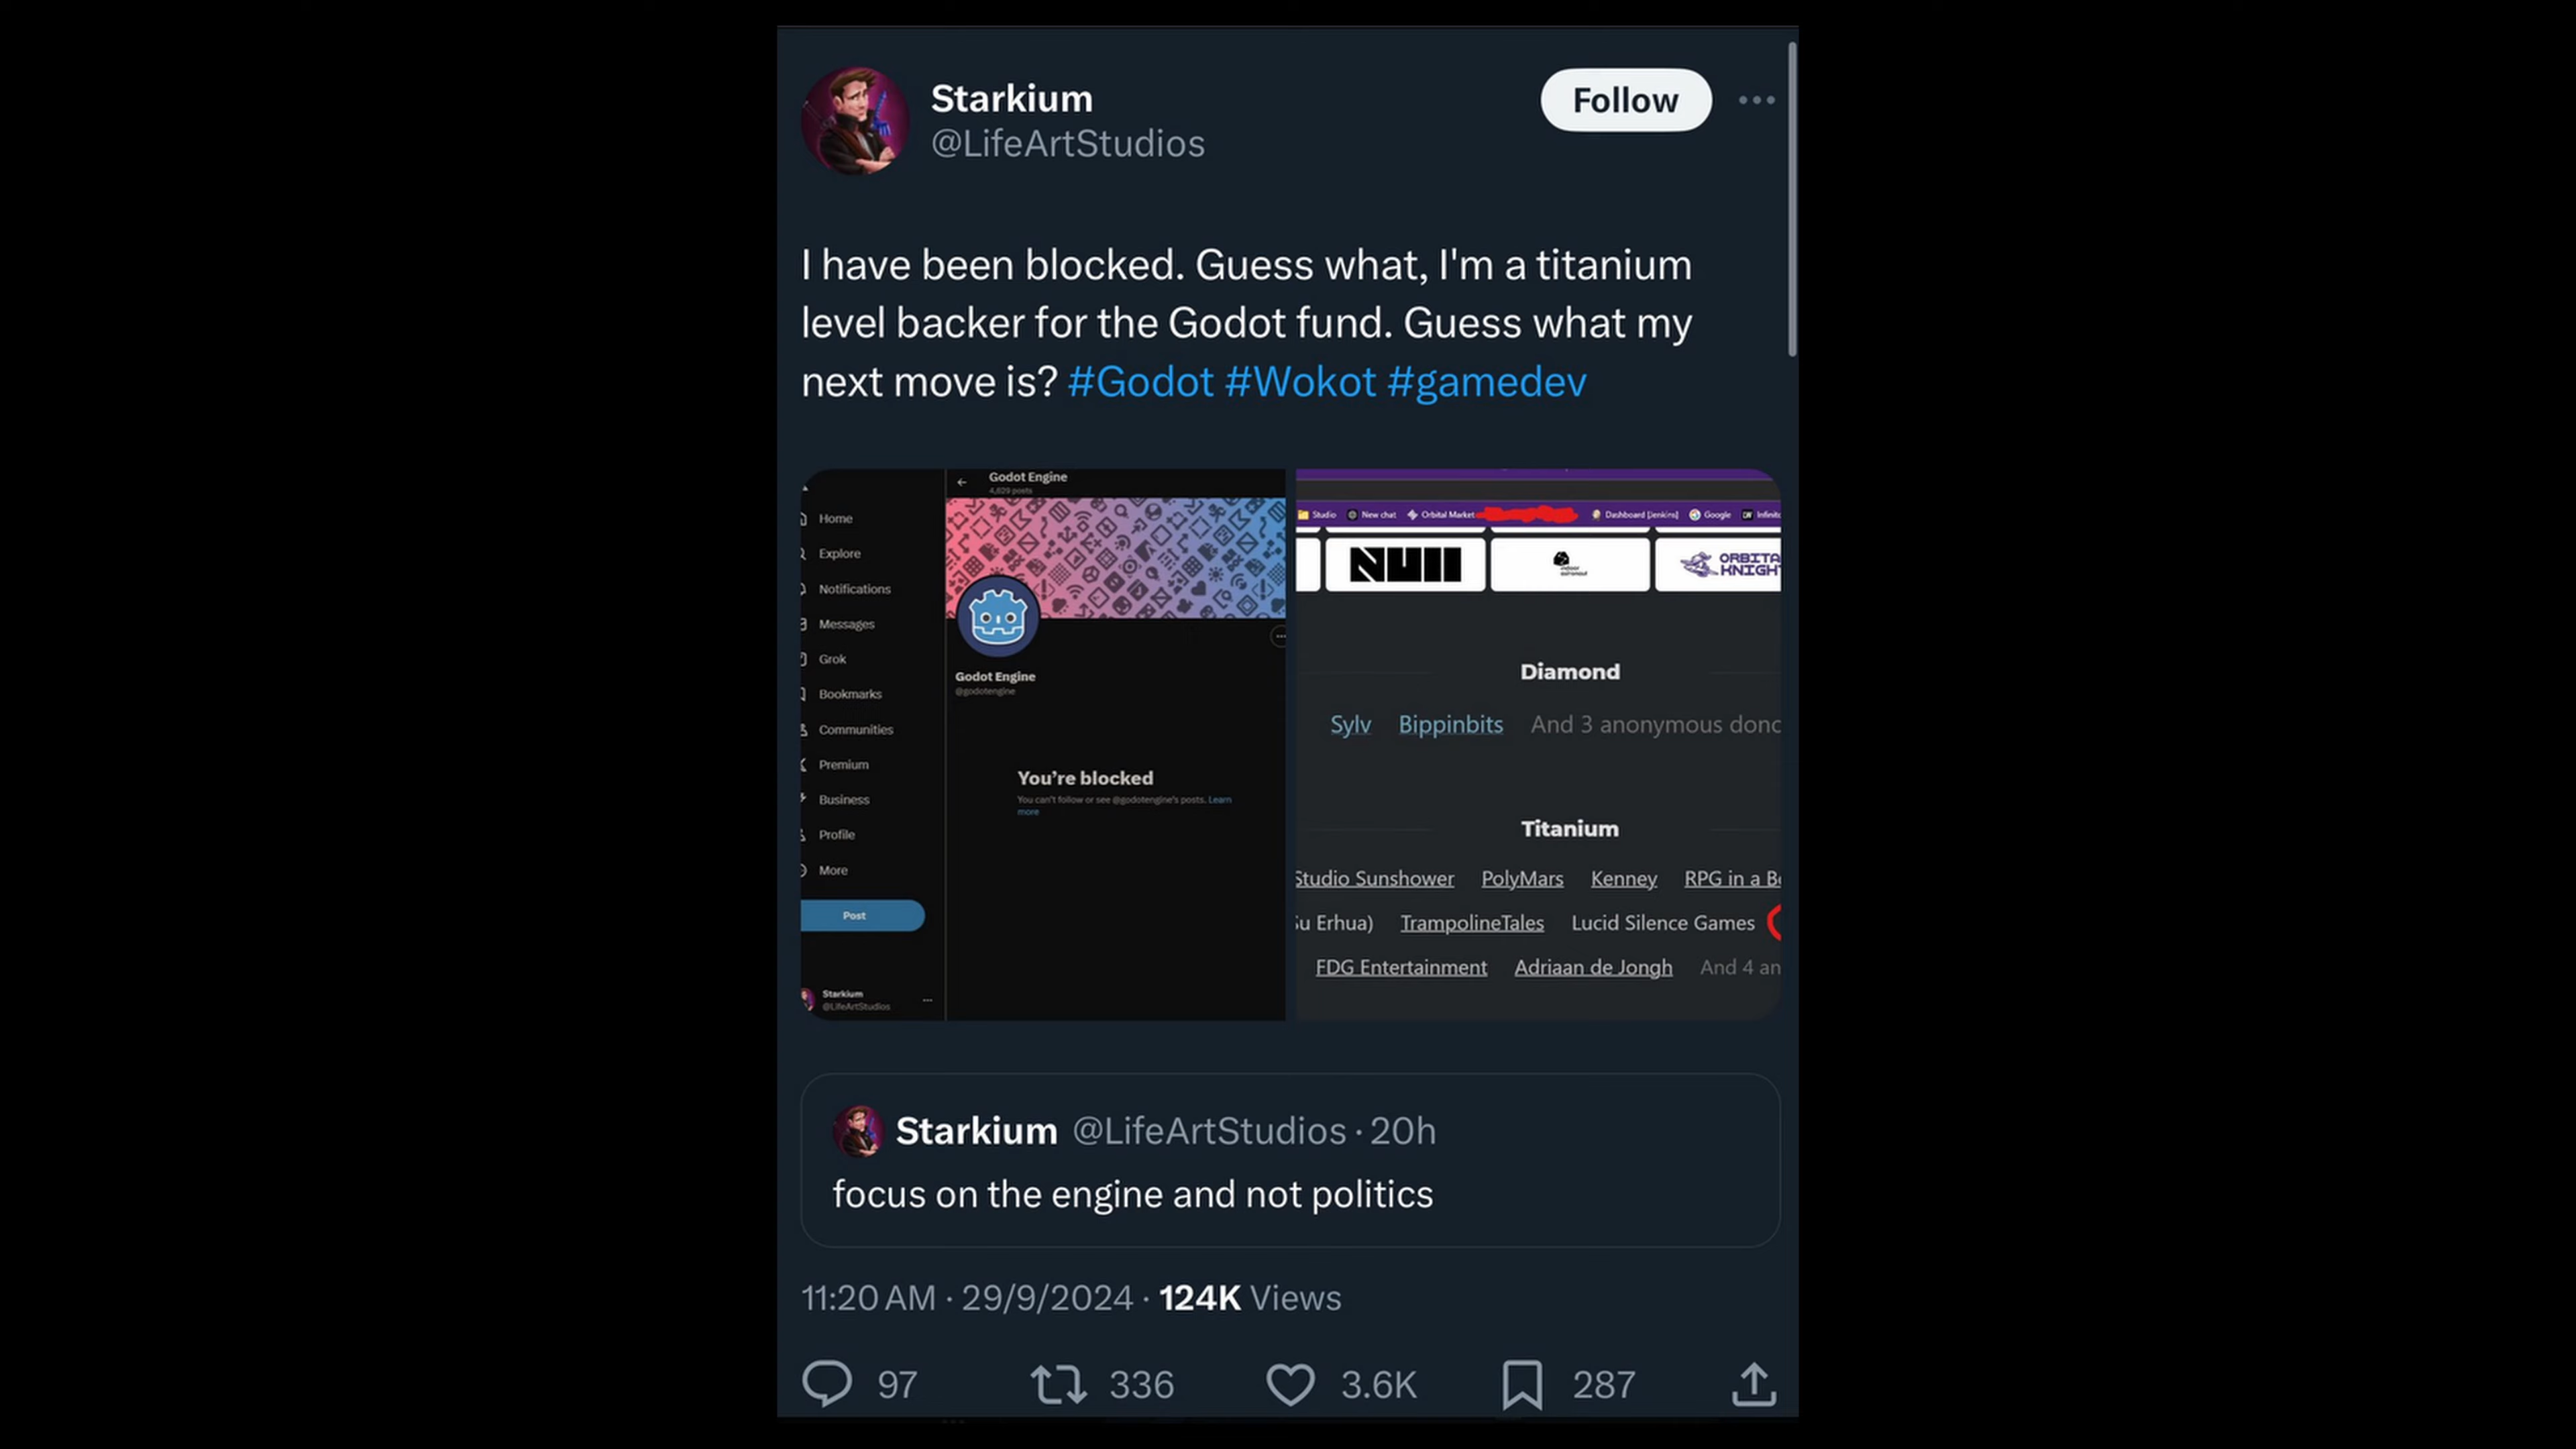 Starkium
@LifeArtStudios
Follow
I have been blocked. Guess what, I'm a titanium
level backer for the Godot fund. Guess what my
next move is? #Godot #Wokot #gamedev
Home
Explore
Notifications
Messages
Grok
Bookmarks
Communities
Premium
Business
Profile
More
Post
Starkium
@LifeArtStudios
Godot Engine
4,629 posts
Godot Engine
@godotengine
You're blocked
You can't follow or see @godotengine's posts. Learn
more
Studio New chat Orbital Market Dashboard [Jenkins] Google
NUll
ORBITA
KNIGHT
Diamond
Sylv Bippinbits And 3 anonymous dono
Titanium
Studio Sunshower PolyMars Kenney RPG in a Bo
Su Erhua) TrampolineTales Lucid Silence Games
FDG Entertainment Adriaan de Jongh And 4 an
Starkium @LifeArtStudios · 20h
focus on the engine and not politics
11:20 AM · 29/9/2024 · 124K Views
97 336 3.6K 287